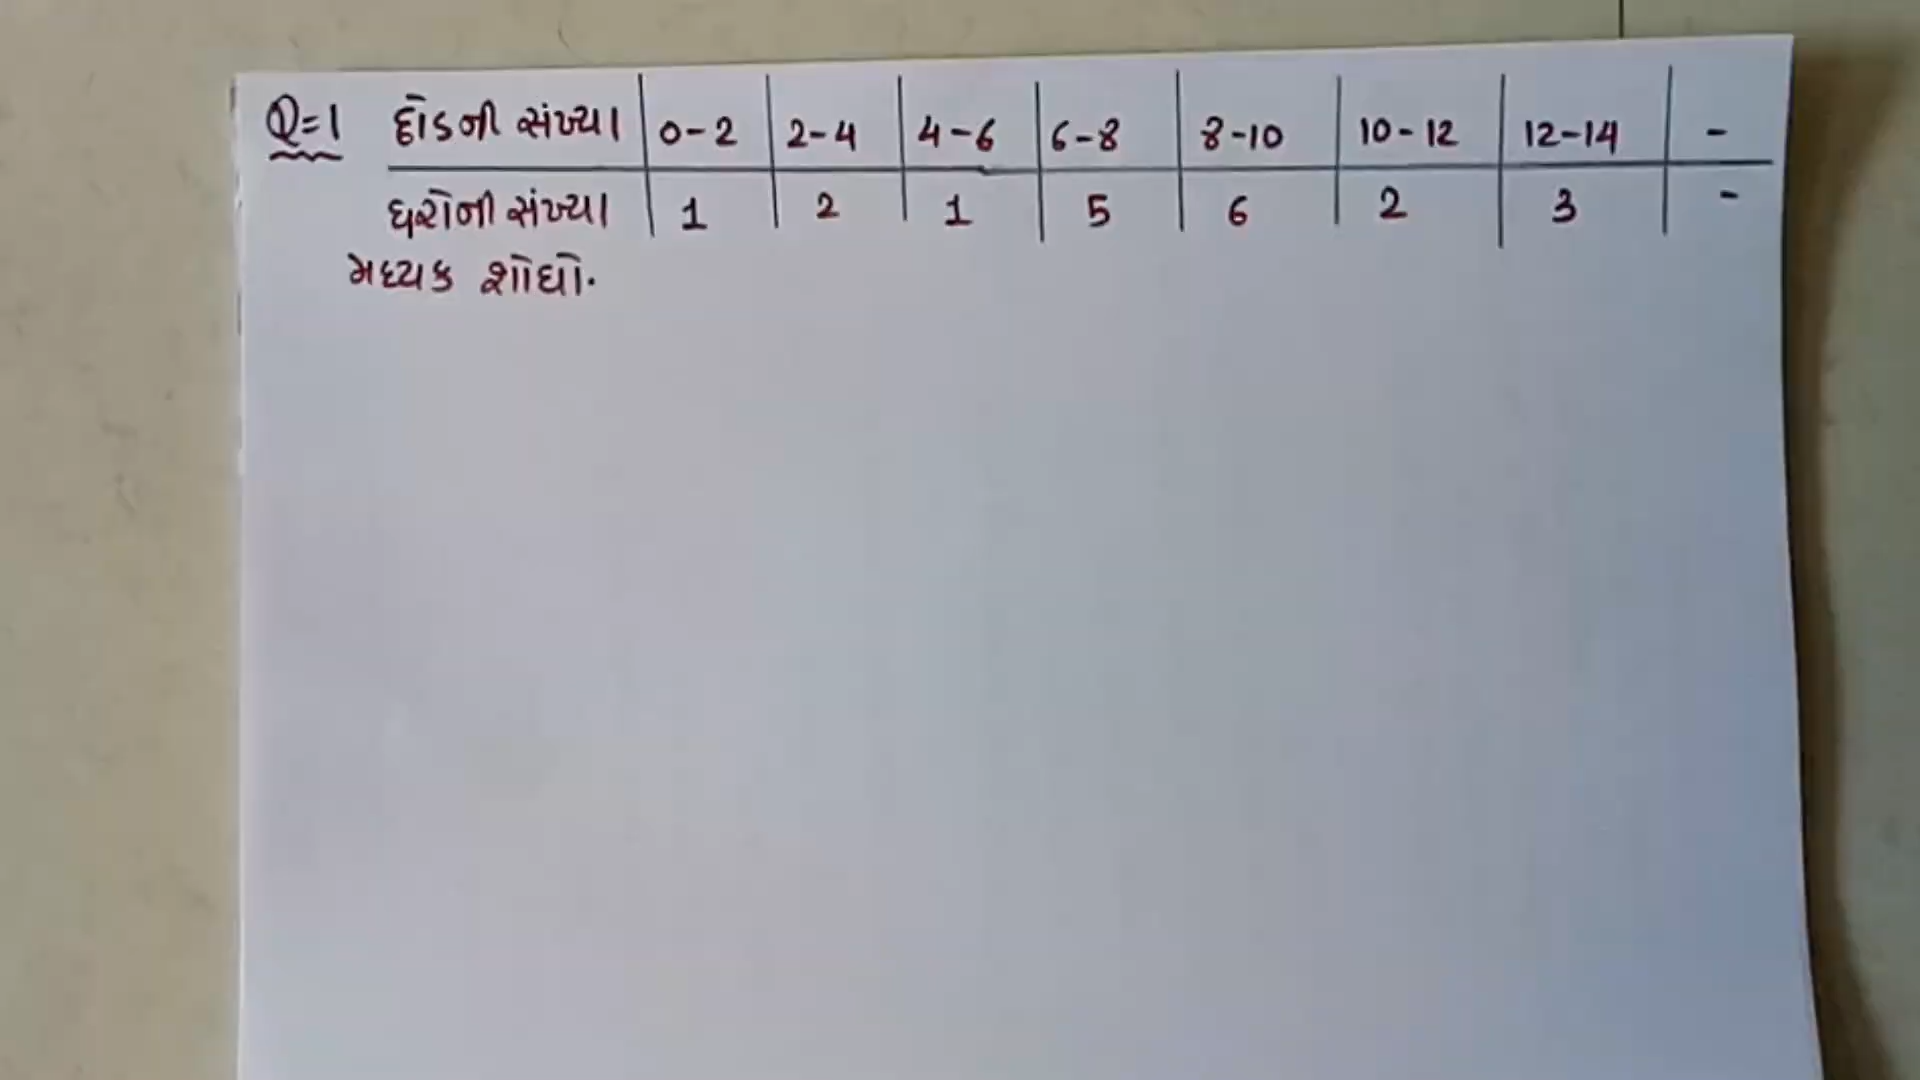 Q=1 છોડની સંખ્યા 0-2 2-4 4-6 6-8 8-10 10-12 12-14 -
ઘરોની સંખ્યા 1 2 1 5 6 2 3 -
મધ્યક શોધો.